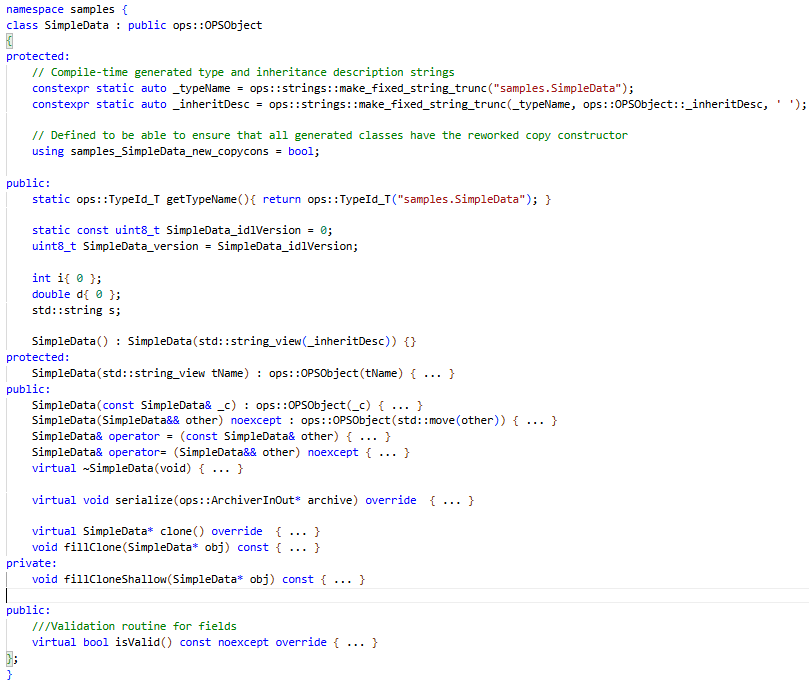 namespace samples {
class SimpleData : public ops::OPSObject
{
protected:
    // Compile-time generated type and inheritance description strings
    constexpr static auto _typeName = ops::strings::make_fixed_string_trunc("samples.SimpleData");
    constexpr static auto _inheritDesc = ops::strings::make_fixed_string_trunc(_typeName, ops::OPSObject::_inheritDesc, ' ');

    // Defined to be able to ensure that all generated classes have the reworked copy constructor
    using samples_SimpleData_new_copycons = bool;

public:
    static ops::TypeId_T getTypeName(){ return ops::TypeId_T("samples.SimpleData"); }

    static const uint8_t SimpleData_idlVersion = 0;
    uint8_t SimpleData_version = SimpleData_idlVersion;

    int i{ 0 };
    double d{ 0 };
    std::string s;

    SimpleData() : SimpleData(std::string_view(_inheritDesc)) {}
protected:
    SimpleData(std::string_view tName) : ops::OPSObject(tName) { ... }
public:
    SimpleData(const SimpleData& _c) : ops::OPSObject(_c) { ... }
    SimpleData(SimpleData&& other) noexcept : ops::OPSObject(std::move(other)) { ... }
    SimpleData& operator = (const SimpleData& other) { ... }
    SimpleData& operator= (SimpleData&& other) noexcept { ... }
    virtual ~SimpleData(void) { ... }

    virtual void serialize(ops::ArchiverInOut* archive) override  { ... }

    virtual SimpleData* clone() override  { ... }
    void fillClone(SimpleData* obj) const { ... }
private:
    void fillCloneShallow(SimpleData* obj) const { ... }

public:
    ///Validation routine for fields
    virtual bool isValid() const noexcept override { ... }
};
}